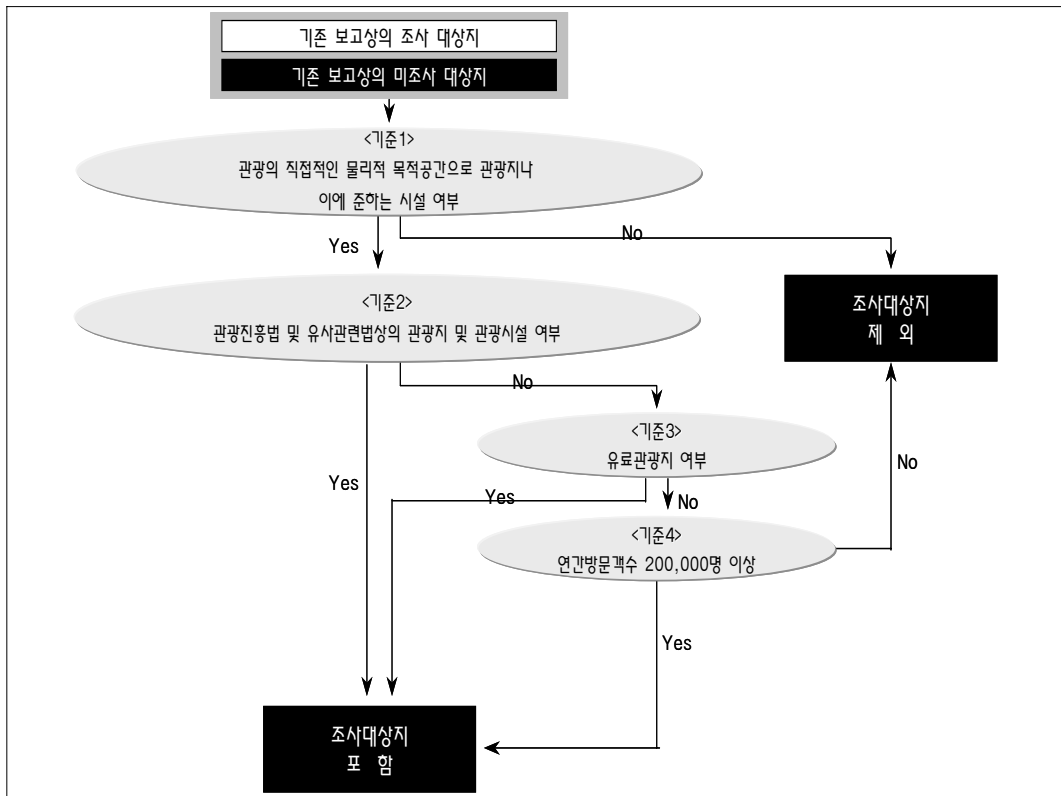 기존 보고상의 조사 대상지
기존 보고상의 미조사 대상지
<기준1>
관광의 직접적인 물리적 목적공간으로 관광지나
이에 준하는 시설 여부
Yes
No
<기준2>
관광진흥법 및 유사관련법상의 관광지 및 관광시설 여부
조사대상지
제 외
No
<기준3>
유료관광지 여부
Yes
Yes
No
No
<기준4>
연간방문객수 200,000명 이상
Yes
조사대상지
포 함